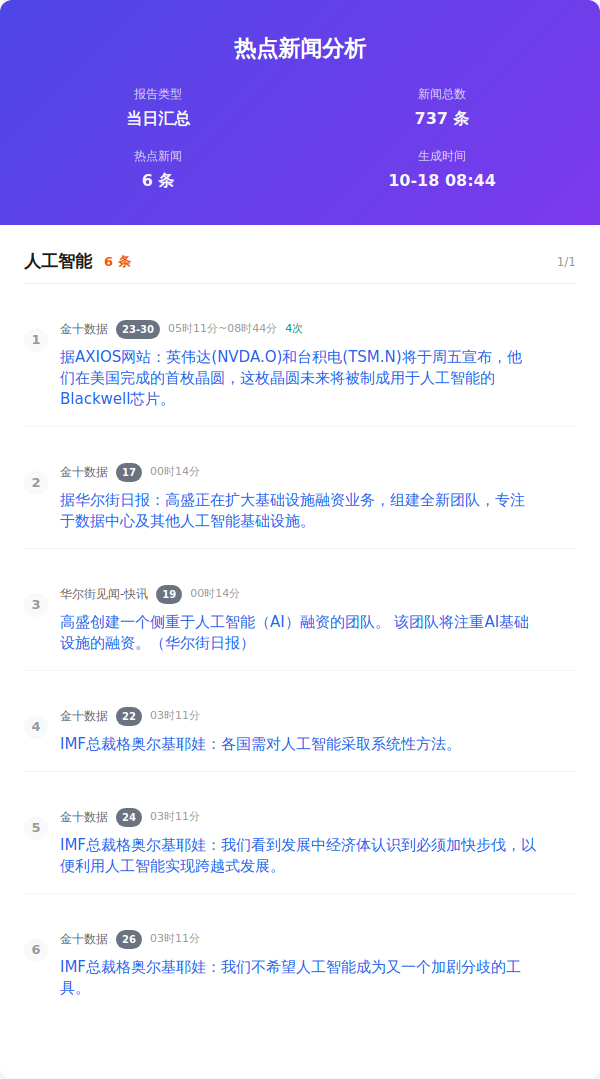 热点新闻分析
报告类型
当日汇总
新闻总数
737 条
热点新闻
6 条
生成时间
10-18 08:44
人工智能 6 条 1/1
1
金十数据 23-30 05时11分~08时44分 4次
据AXIOS网站：英伟达(NVDA.O)和台积电(TSM.N)将于周五宣布，他
们在美国完成的首枚晶圆，这枚晶圆未来将被制成用于人工智能的
Blackwell芯片。
2
金十数据 17 00时14分
据华尔街日报：高盛正在扩大基础设施融资业务，组建全新团队，专注
于数据中心及其他人工智能基础设施。
3
华尔街见闻-快讯 19 00时14分
高盛创建一个侧重于人工智能（AI）融资的团队。 该团队将注重AI基础
设施的融资。（华尔街日报）
4
金十数据 22 03时11分
IMF总裁格奥尔基耶娃：各国需对人工智能采取系统性方法。
5
金十数据 24 03时11分
IMF总裁格奥尔基耶娃：我们看到发展中经济体认识到必须加快步伐，以
便利用人工智能实现跨越式发展。
6
金十数据 26 03时11分
IMF总裁格奥尔基耶娃：我们不希望人工智能成为又一个加剧分歧的工
具。